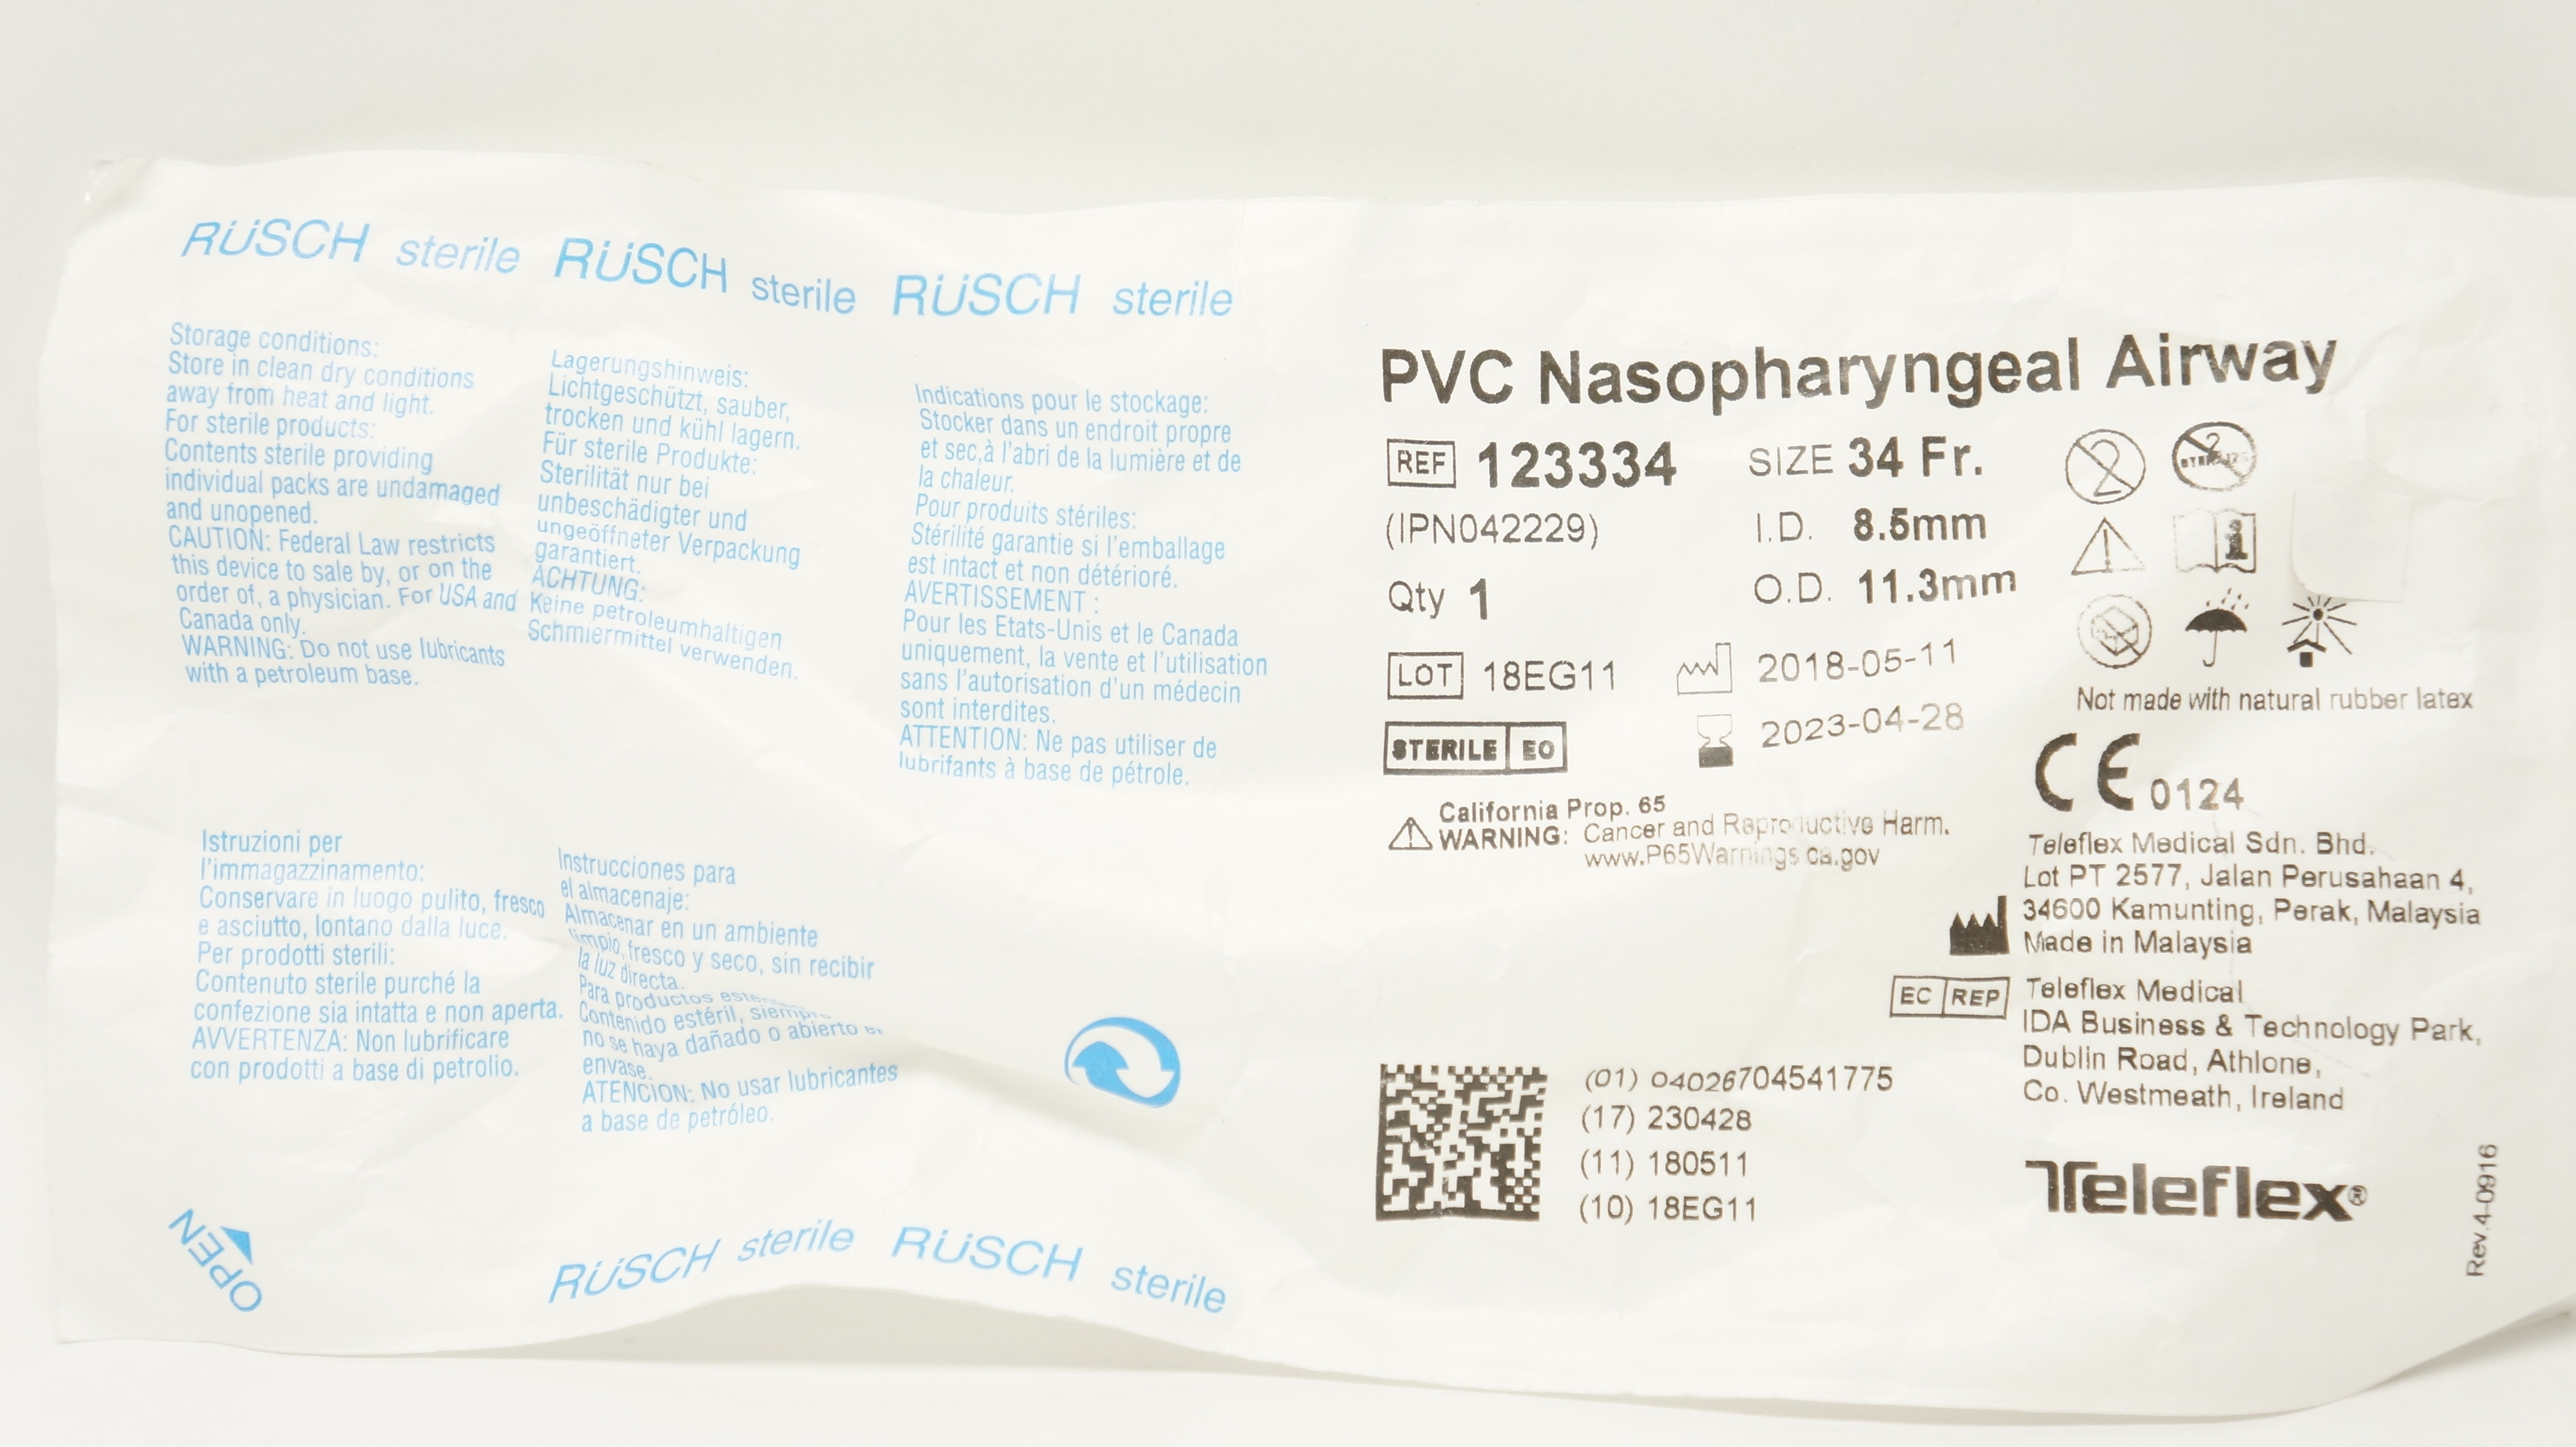 RÜSCH sterile RÜSCH sterile RÜSCH sterile
Storage conditions:
Store in clean dry conditions
away from heat and light.
For sterile products:
Contents sterile providing
individual packs are undamaged
and unopened.
CAUTION: Federal Law restricts
this device to sale by, or on the
order of, a physician. For USA and
Canada only.
WARNING: Do not use lubricants
with a petroleum base.
Lagerungshinweis:
Lichtgeschützt, sauber,
trocken und kühl lagern.
Für sterile Produkte:
Sterilität nur bei
unbeschädigter und
ungeöffneter Verpackung
garantiert.
ACHTUNG:
Keine petroleumhaltigen
Schmiermittel verwenden.
Indications pour le stockage:
Stocker dans un endroit propre
et sec,à l'abri de la lumière et de
la chaleur.
Pour produits stériles:
Stérilité garantie si l'emballage
est intact et non détérioré.
AVERTISSEMENT :
Pour les Etats-Unis et le Canada
uniquement, la vente et l'utilisation
sans l'autorisation d'un médecin
sont interdites.
ATTENTION: Ne pas utiliser de
lubrifants à base de pétrole.
Istruzioni per
l'immagazzinamento:
Conservare in luogo pulito, fresco
e asciutto, lontano dalla luce.
Per prodotti sterili:
Contenuto sterile purché la
confezione sia intatta e non aperta.
AVVERTENZA: Non lubrificare
con prodotti a base di petrolio.
Instrucciones para
el almacenaje:
Almacenar en un ambiente
limpio, fresco y seco, sin recibir
la luz directa.
Para productos
Contenido estéril,
no se haya dañado o abierto
envase.
ATENCION: No usar lubricantes
a base de petróleo.
OPEN
RÜSCH sterile RÜSCH sterile
PVC Nasopharyngeal Airway
REF 123334 SIZE 34 Fr.
(IPN042229) I.D. 8.5mm
Qty 1 O.D. 11.3mm
LOT 18EG11 2018-05-11
STERILE EO 2023-04-28
California Prop. 65
WARNING: Cancer and Reproductive Harm.
www.P65Warnings.ca.gov
2
2
Not made with natural rubber latex
CE 0124
Teleflex Medical Sdn. Bhd.
Lot PT 2577, Jalan Perusahaan 4,
34600 Kamunting, Perak, Malaysia
Made in Malaysia
EC REP Teleflex Medical
IDA Business & Technology Park,
Dublin Road, Athlone,
Co. Westmeath, Ireland
(01) 04026704541775
(17) 230428
(11) 180511
(10) 18EG11
Teleflex®
Rev.4-0916